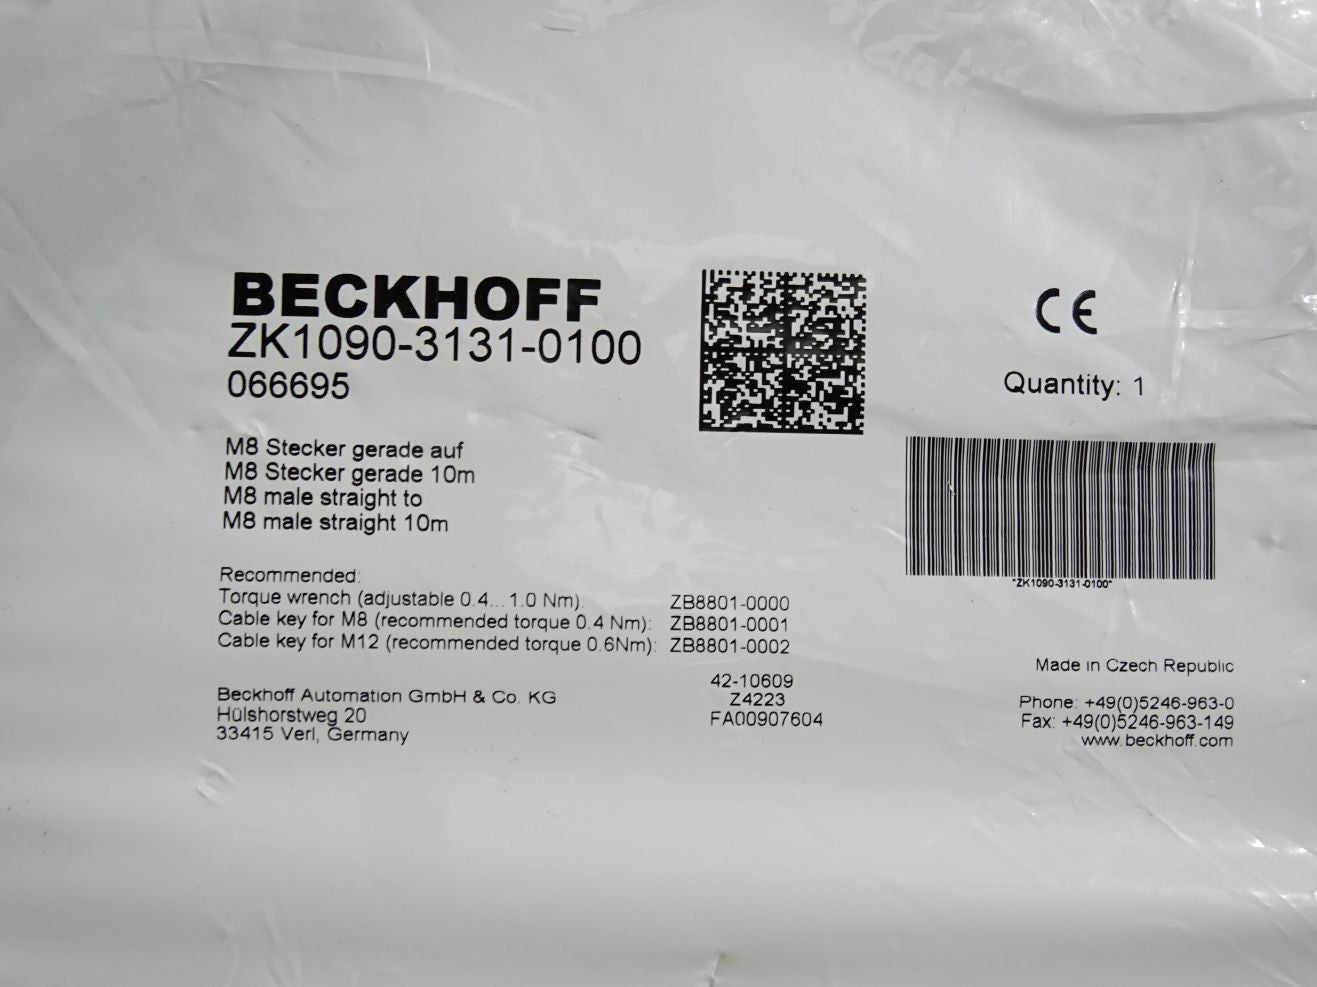 BECKHOFF
ZK1090-3131-0100
066695
CE
Quantity: 1
M8 Stecker gerade auf
M8 Stecker gerade 10m
M8 male straight to
M8 male straight 10m
*ZK1090-3131-0100*
Recommended:
Torque wrench (adjustable 0.4...1.0 Nm): ZB8801-0000
Cable key for M8 (recommended torque 0.4 Nm): ZB8801-0001
Cable key for M12 (recommended torque 0.6Nm): ZB8801-0002
Beckhoff Automation GmbH & Co. KG
Hülshorstweg 20
33415 Verl, Germany
42-10609
Z4223
FA00907604
Made in Czech Republic
Phone: +49(0)5246-963-0
Fax: +49(0)5246-963-149
www.beckhoff.com